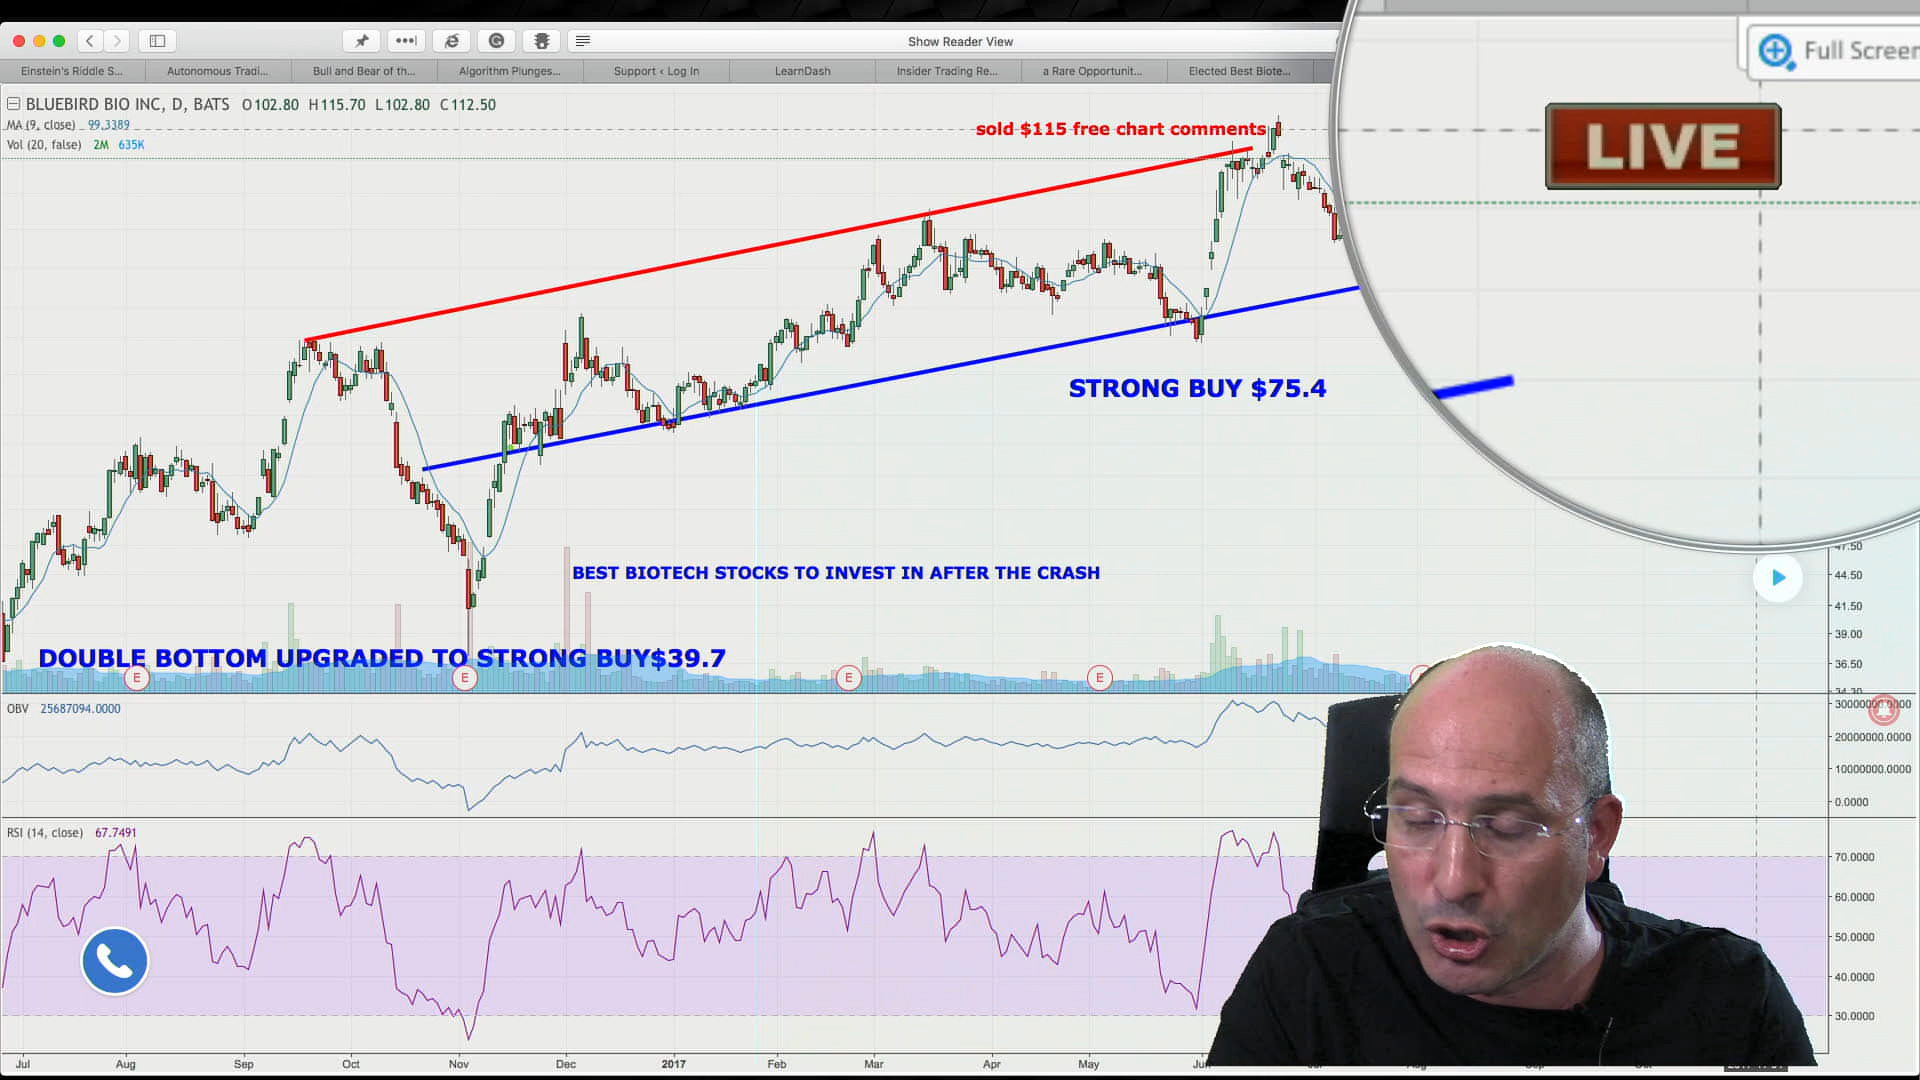 Show Reader View
Einstein's Riddle S...
Autonomous Tradi...
Bull and Bear of th...
Algorithm Plunges...
Support ‹ Log In
LearnDash
Insider Trading Re...
a Rare Opportunit...
Elected Best Biote...
Full Screen
LIVE
BLUEBIRD BIO INC, D, BATS O102.80 H115.70 L102.80 C112.50
MA (9, close) 99.3389
Vol (20, false) 2M 635K
sold $115 free chart comments
STRONG BUY $75.4
BEST BIOTECH STOCKS TO INVEST IN AFTER THE CRASH
DOUBLE BOTTOM UPGRADED TO STRONG BUY$39.7
E E E E
47.50
44.50
41.50
39.00
36.50
34.30
OBV 25687094.0000
30000000.0000
20000000.0000
10000000.0000
0.0000
RSI (14, close) 67.7491
70.0000
60.0000
50.0000
40.0000
30.0000
Jul Aug Sep Oct Nov Dec 2017 Feb Mar Apr May Jun